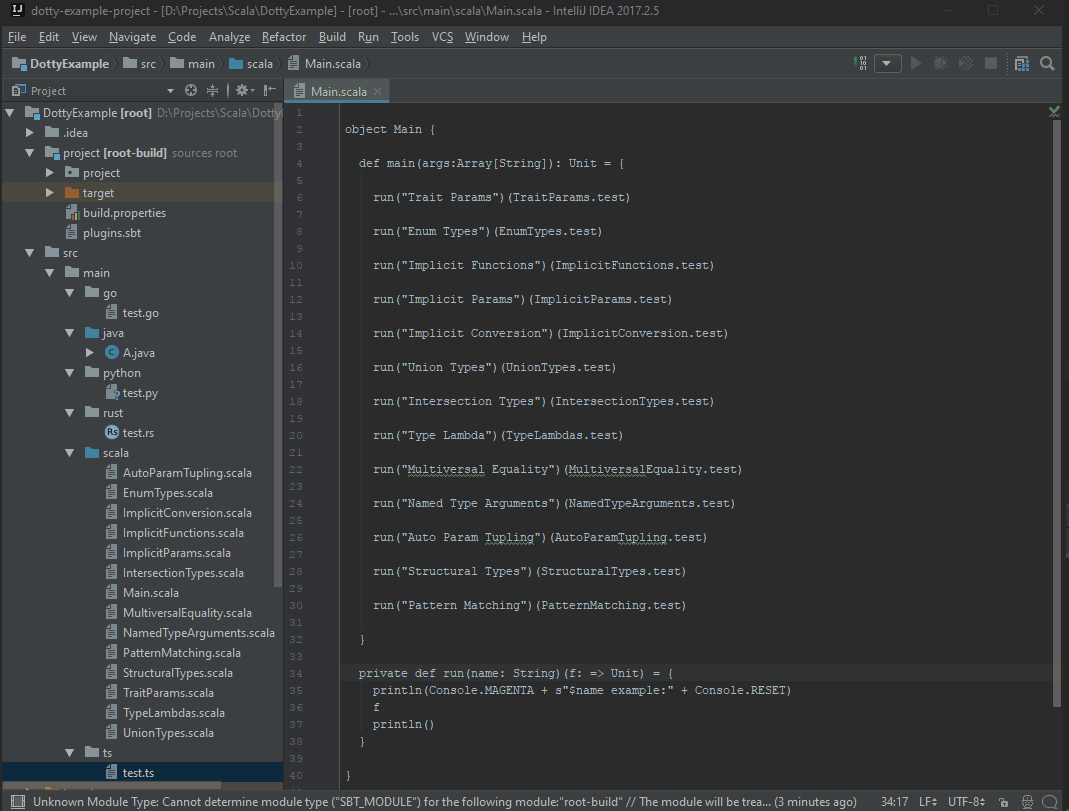 dotty-example-project - [D:\Projects\Scala\DottyExample] - [root] - ...\src\main\scala\Main.scala - IntelliJ IDEA 2017.2.5
File Edit View Navigate Code Analyze Refactor Build Run Tools VCS Window Help
DottyExample src main scala Main.scala
Project
Main.scala
DottyExample [root] D:\Projects\Scala\Dotty
.idea
project [root-build] sources root
project
target
build.properties
plugins.sbt
src
main
go
test.go
java
A.java
python
test.py
rust
test.rs
scala
AutoParamTupling.scala
EnumTypes.scala
ImplicitConversion.scala
ImplicitFunctions.scala
ImplicitParams.scala
IntersectionTypes.scala
Main.scala
MultiversalEquality.scala
NamedTypeArguments.scala
PatternMatching.scala
StructuralTypes.scala
TraitParams.scala
TypeLambdas.scala
UnionTypes.scala
ts
test.ts
1
2 object Main {
3
4 def main(args:Array[String]): Unit = {
5
6 run("Trait Params")(TraitParams.test)
7
8 run("Enum Types")(EnumTypes.test)
9
10 run("Implicit Functions")(ImplicitFunctions.test)
11
12 run("Implicit Params")(ImplicitParams.test)
13
14 run("Implicit Conversion")(ImplicitConversion.test)
15
16 run("Union Types")(UnionTypes.test)
17
18 run("Intersection Types")(IntersectionTypes.test)
19
20 run("Type Lambda")(TypeLambdas.test)
21
22 run("Multiversal Equality")(MultiversalEquality.test)
23
24 run("Named Type Arguments")(NamedTypeArguments.test)
25
26 run("Auto Param Tupling")(AutoParamTupling.test)
27
28 run("Structural Types")(StructuralTypes.test)
29
30 run("Pattern Matching")(PatternMatching.test)
31
32 }
33
34 private def run(name: String)(f: => Unit) = {
35 println(Console.MAGENTA + s"$name example:" + Console.RESET)
36 f
37 println()
38 }
39
40 }
Unknown Module Type: Cannot determine module type ("SBT_MODULE") for the following module:"root-build" // The module will be trea... (3 minutes ago) 34:17 LF UTF-8